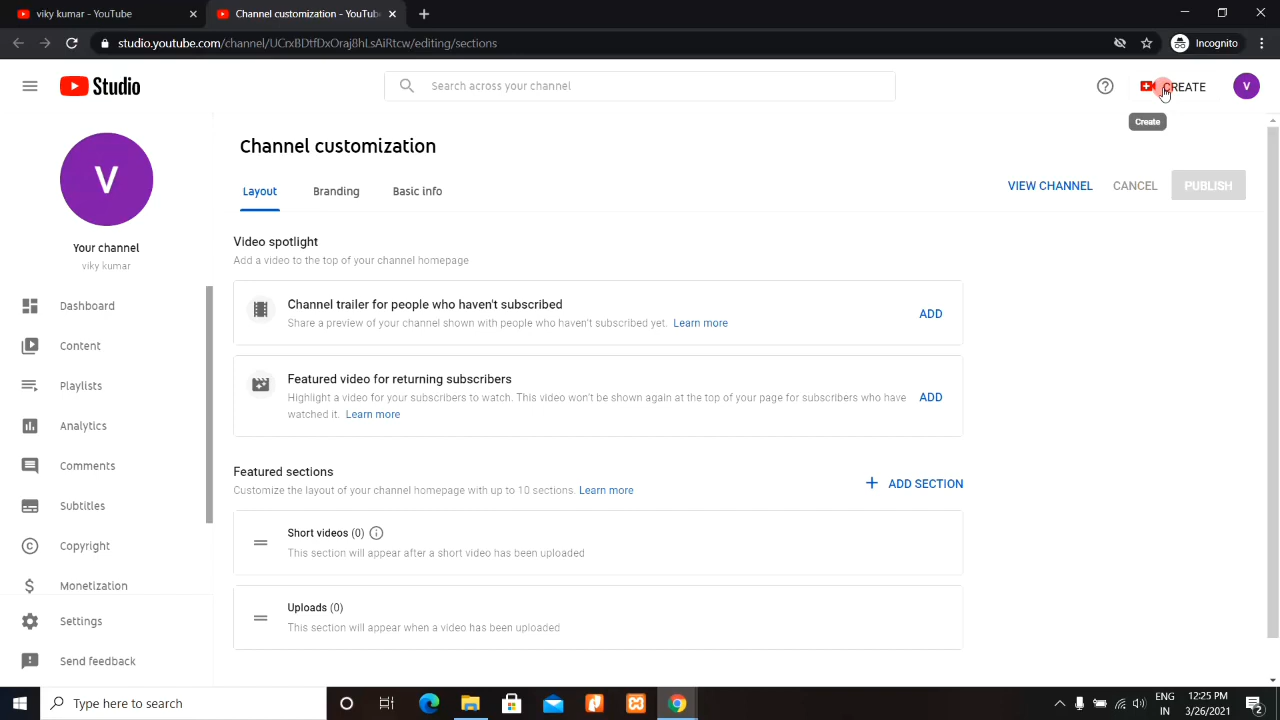 viky kumar - YouTube
Channel customization - YouTube
studio.youtube.com/channel/UCrxBDtfDxOraj8hLsAiRtcw/editing/sections
Incognito
Studio
Search across your channel
CREATE
V
Create
V
Your channel
viky kumar
Dashboard
Content
Playlists
Analytics
Comments
Subtitles
Copyright
Monetization
Settings
Send feedback
Channel customization
Layout
Branding
Basic info
VIEW CHANNEL
CANCEL
PUBLISH
Video spotlight
Add a video to the top of your channel homepage
Channel trailer for people who haven't subscribed
Share a preview of your channel shown with people who haven't subscribed yet. Learn more
ADD
Featured video for returning subscribers
Highlight a video for your subscribers to watch. This video won't be shown again at the top of your page for subscribers who have
watched it. Learn more
ADD
Featured sections
Customize the layout of your channel homepage with up to 10 sections. Learn more
ADD SECTION
Short videos (0)
This section will appear after a short video has been uploaded
Uploads (0)
This section will appear when a video has been uploaded
Type here to search
ENG
IN
12:25 PM
3/26/2021
2